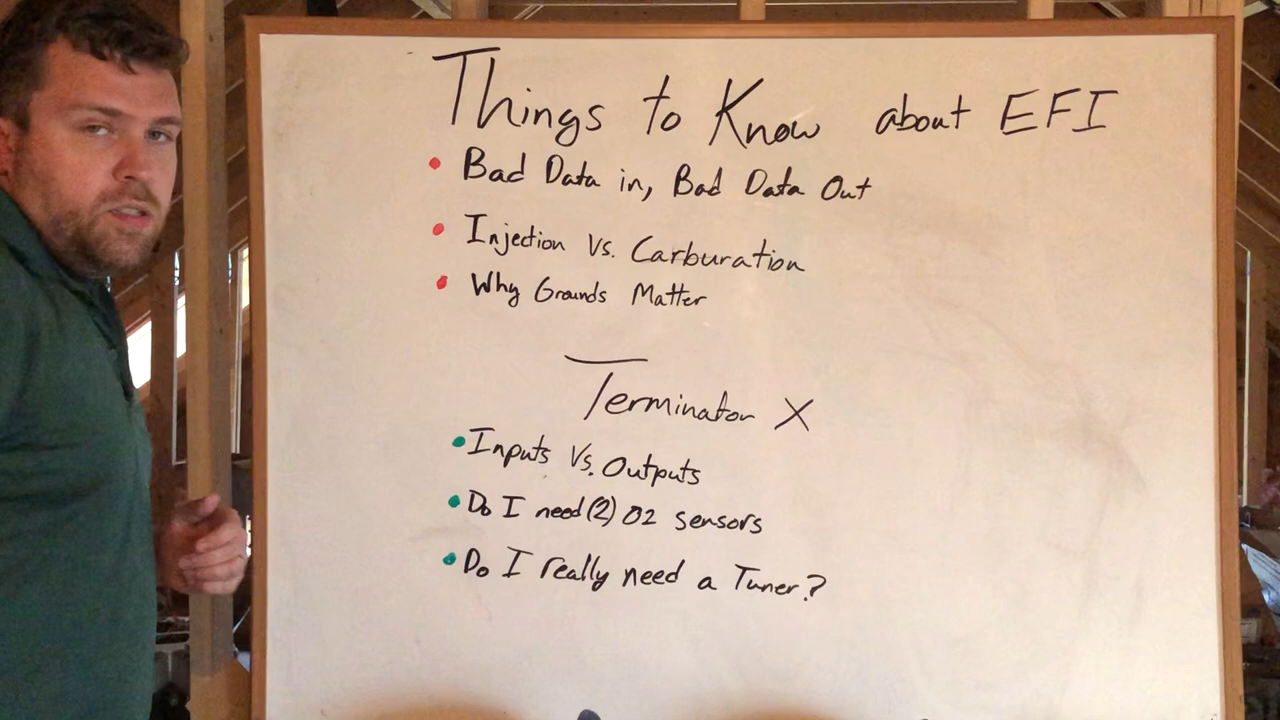 Things to Know about EFI
• Bad Data in, Bad Data Out
• Injection Vs. Carburation
• Why Grounds Matter
Terminator X
• Inputs Vs. Outputs
• Do I need (2) O2 sensors
• Do I really need a Tuner?